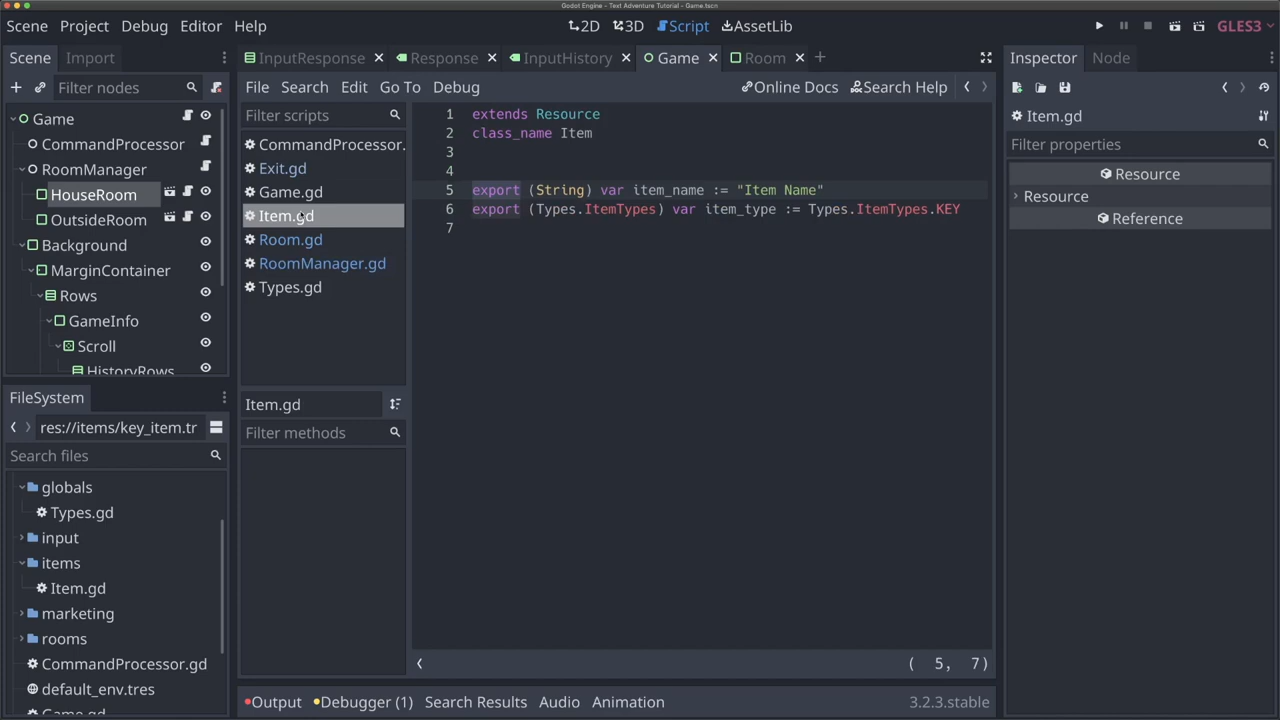 Godot Engine - Text Adventure Tutorial - Game.tscn
Scene Project Debug Editor Help
2D 3D Script AssetLib
GLES3
Scene Import
Filter nodes
Game
CommandProcessor
RoomManager
HouseRoom
OutsideRoom
Background
MarginContainer
Rows
GameInfo
Scroll
HistoryRows
FileSystem
res://items/key_item.tr
Search files
globals
Types.gd
input
items
Item.gd
marketing
rooms
CommandProcessor.gd
default_env.tres
Game.gd
InputResponse Response InputHistory Game Room
File Search Edit Go To Debug
Online Docs Search Help
Filter scripts
CommandProcessor.
Exit.gd
Game.gd
Item.gd
Room.gd
RoomManager.gd
Types.gd
Item.gd
Filter methods
1 extends Resource
2 class_name Item
3
4
5 export (String) var item_name := "Item Name"
6 export (Types.ItemTypes) var item_type := Types.ItemTypes.KEY
7
( 5, 7)
Output Debugger (1) Search Results Audio Animation
3.2.3.stable
Inspector Node
Item.gd
Filter properties
Resource
Resource
Reference